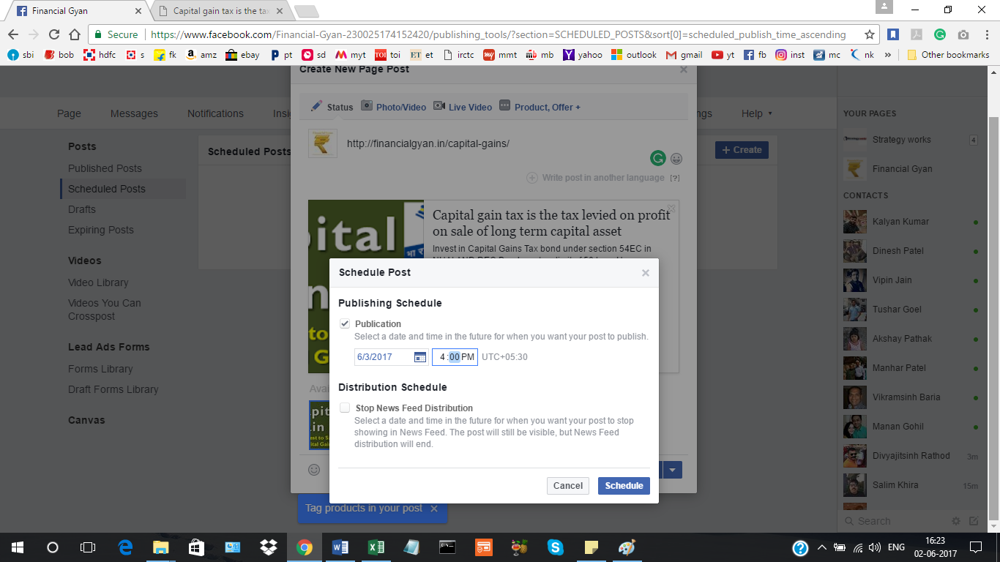 Financial Gyan
Capital gain tax is the tax
Secure
https://www.facebook.com/Financial-Gyan-230025174152420/publishing_tools/?section=SCHEDULED_POSTS&sort[0]=scheduled_publish_time_ascending
sbi bob hdfc s fk amz ebay pt sd myt toi et irctc mmt mb yahoo outlook gmail yt fb inst mc nk » Other bookmarks
Create New Page Post
Status Photo/Video Live Video Product, Offer +
Page Messages Notifications Help
YOUR PAGES
Strategy works 4
Financial Gyan
CONTACTS
Kalyan Kumar
Dinesh Patel
Vipin Jain
Tushar Goel
Akshay Pathak
Manhar Patel
Vikramsinh Baria
Manan Gohil
Divyajitsinh Rathod 3m
Salim Khira 15m
Search
Posts
Published Posts
Scheduled Posts
Drafts
Expiring Posts
Videos
Video Library
Videos You Can
Crosspost
Lead Ads Forms
Forms Library
Draft Forms Library
Canvas
Scheduled Posts
+ Create
http://financialgyan.in/capital-gains/
Write post in another language [?]
Capital gain tax is the tax levied on profit
on sale of long term capital asset
Invest in Capital Gains Tax bond under section 54EC in
Schedule Post
Publishing Schedule
Publication
Select a date and time in the future for when you want your post to publish.
6/3/2017 4:00PM UTC+05:30
Distribution Schedule
Stop News Feed Distribution
Select a date and time in the future for when you want your post to stop
showing in News Feed. The post will still be visible, but News Feed
distribution will end.
Cancel Schedule
Tag products in your post
ENG
16:23
02-06-2017